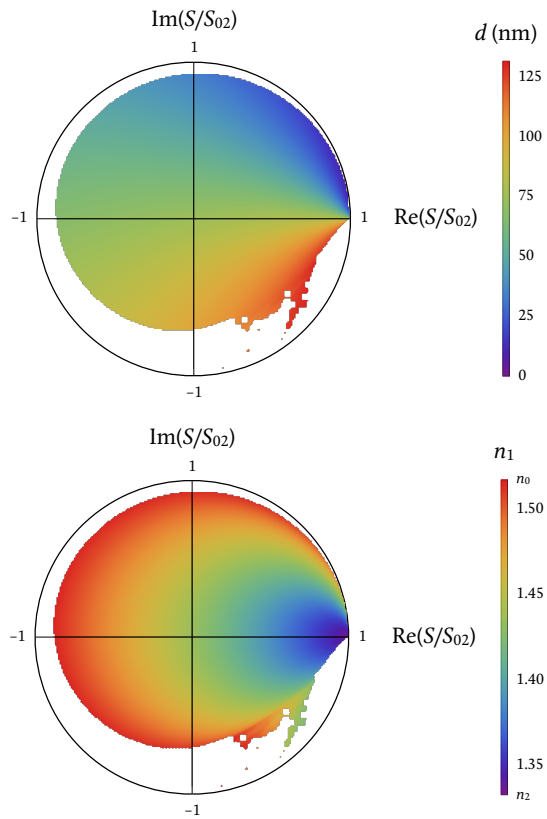 Im(S/S₀₂)
d (nm)
1
125
100
75
50
25
0
−1
1
Re(S/S₀₂)
−1
Im(S/S₀₂)
n₁
1
n₀
1.50
1.45
1.40
1.35
n₂
−1
1
Re(S/S₀₂)
−1